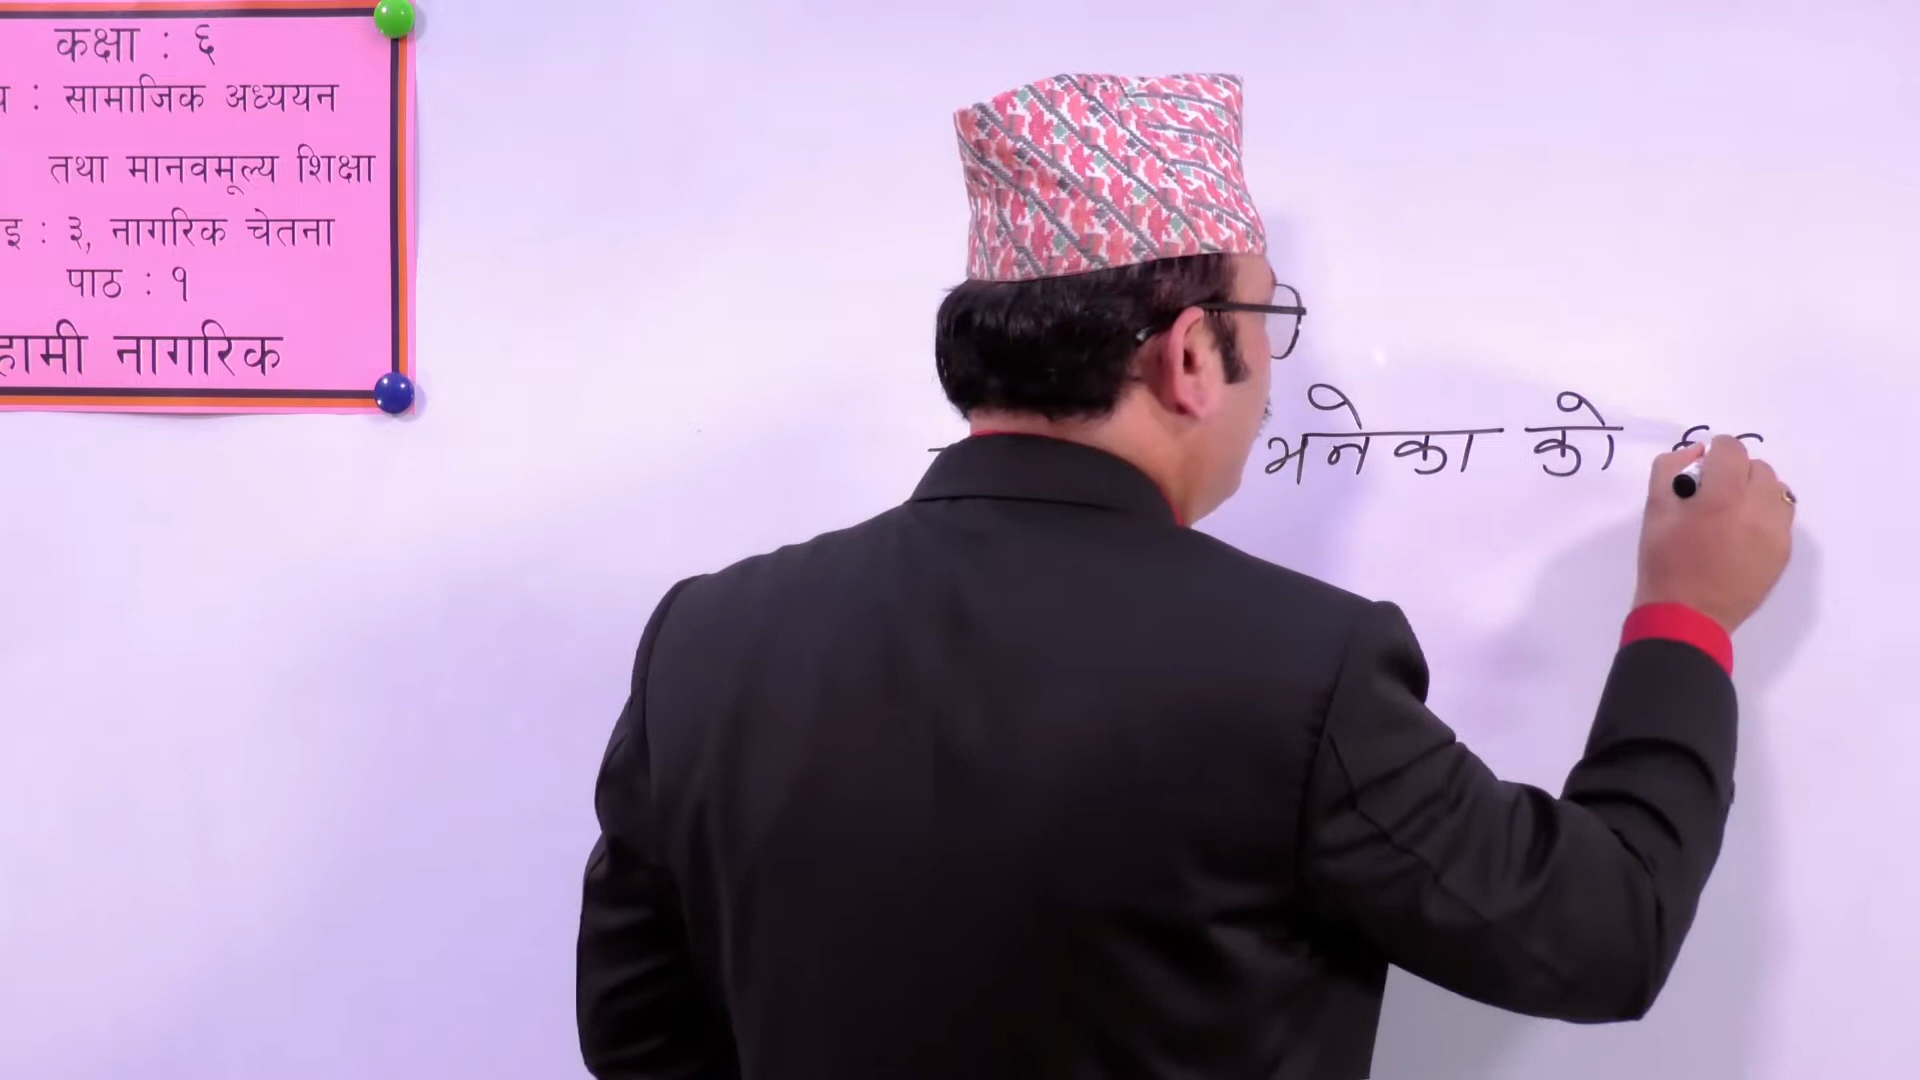 कक्षा : ६
: सामाजिक अध्ययन
तथा मानवमूल्य शिक्षा
इ : ३, नागरिक चेतना
पाठ : १
हामी नागरिक
भनेका को